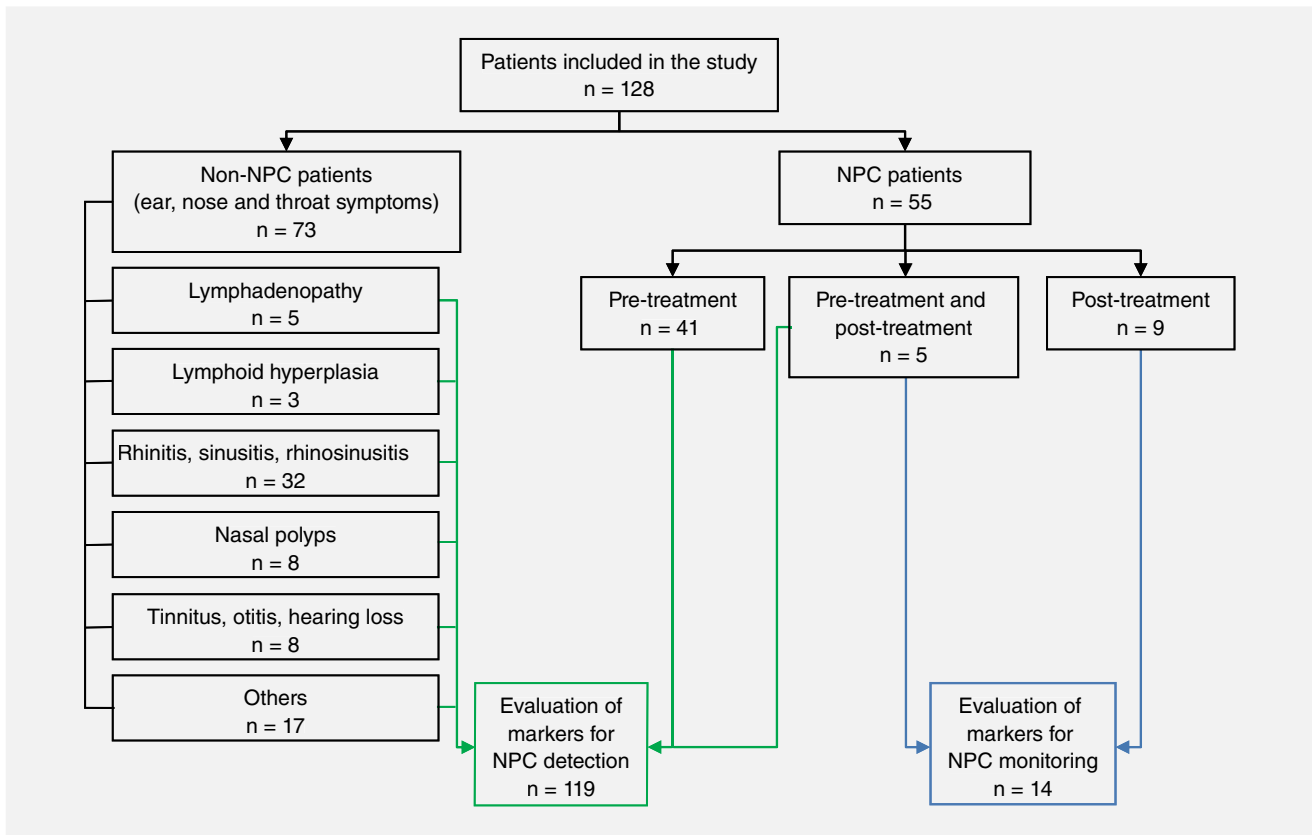 Patients included in the study
n = 128
Non-NPC patients
(ear, nose and throat symptoms)
n = 73
NPC patients
n = 55
Lymphadenopathy
n = 5
Lymphoid hyperplasia
n = 3
Rhinitis, sinusitis, rhinosinusitis
n = 32
Nasal polyps
n = 8
Tinnitus, otitis, hearing loss
n = 8
Others
n = 17
Pre-treatment
n = 41
Pre-treatment and
post-treatment
n = 5
Post-treatment
n = 9
Evaluation of
markers for
NPC detection
n = 119
Evaluation of
markers for
NPC monitoring
n = 14